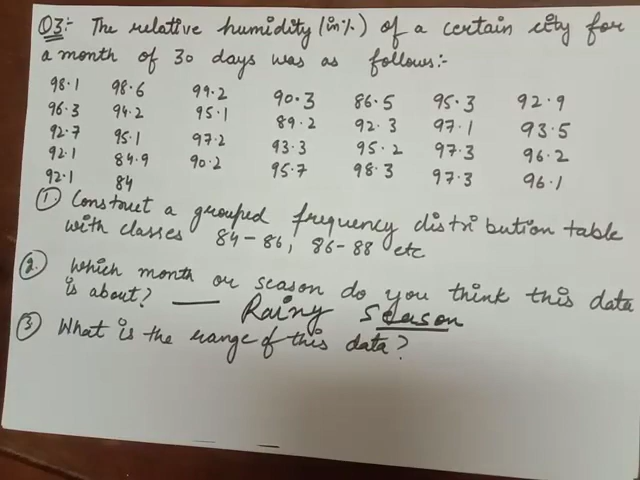 Q3:- The relative humidity (in %) of a certain city for
a month of 30 days was as follows:-
98.1 98.6 99.2 90.3 86.5 95.3 92.9
96.3 94.2 95.1 89.2 92.3 97.1 93.5
92.7 95.1 97.2 93.3 95.2 97.3 96.2
92.1 84.9 90.2 95.7 98.3 97.3 96.1
92.1 84
① Construct a grouped frequency distribution table
with classes 84-86, 86-88 etc
②. Which month or season do you think this data
is about? — Rainy season
③ What is the range of this data?